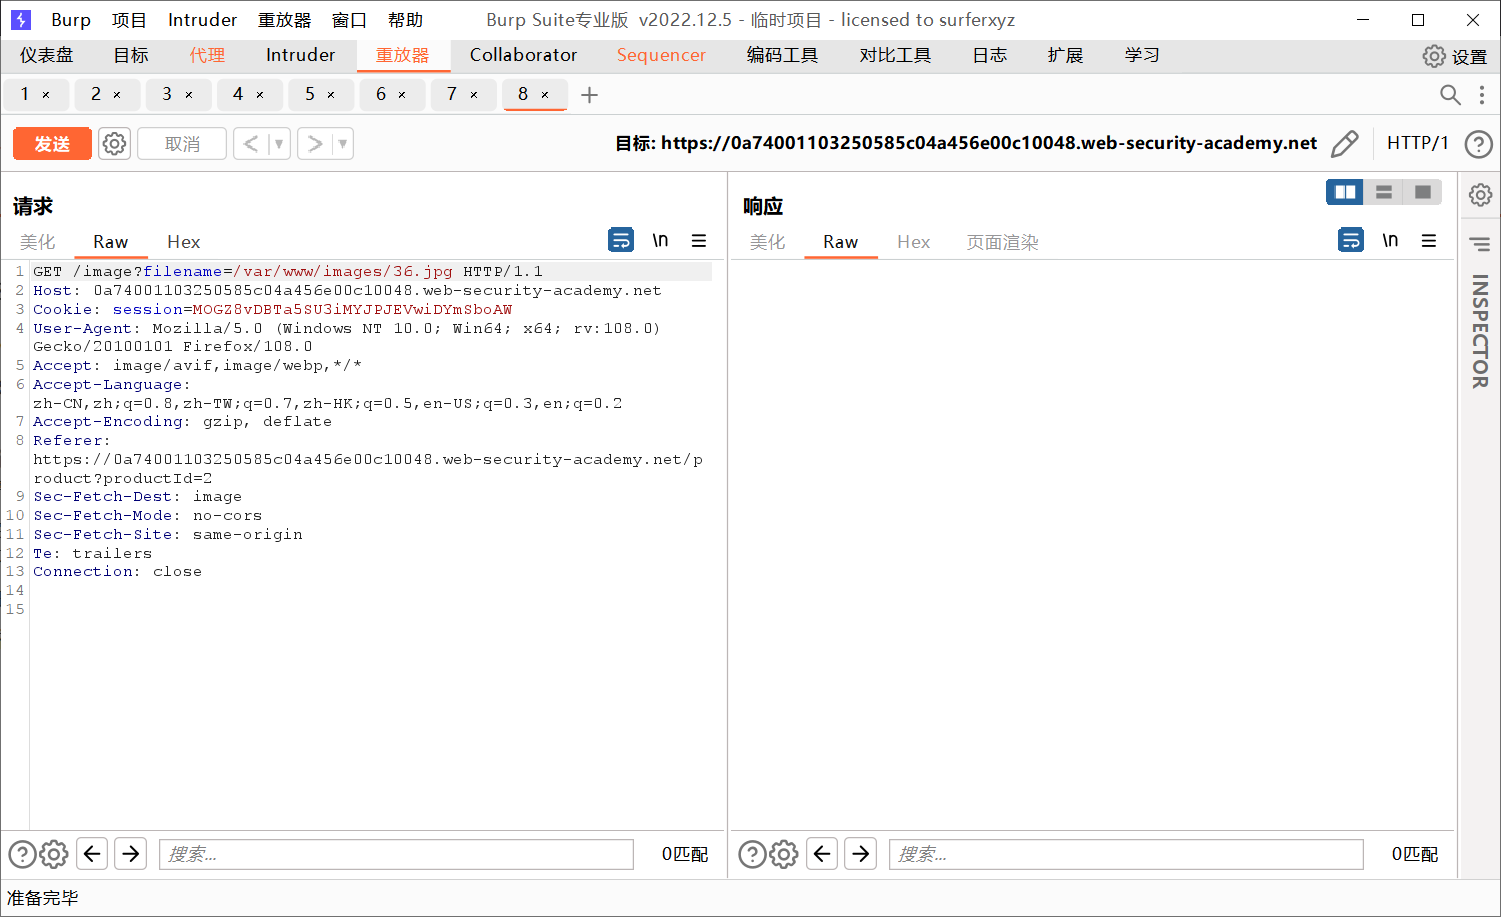 Burp 项目 Intruder 重放器 窗口 帮助 Burp Suite专业版 v2022.12.5 - 临时项目 - licensed to surferxyz
仪表盘 目标 代理 Intruder 重放器 Collaborator Sequencer 编码工具 对比工具 日志 扩展 学习 设置
1 × 2 × 3 × 4 × 5 × 6 × 7 × 8 × +
发送 取消 < > 目标: https://0a74001103250585c04a456e00c10048.web-security-academy.net HTTP/1 ?
请求
美化 Raw Hex \n
1 GET /image?filename=/var/www/images/36.jpg HTTP/1.1
2 Host: 0a74001103250585c04a456e00c10048.web-security-academy.net
3 Cookie: session=MOGZ8vDBTa5SU3iMYJPJEVwiDYmSboAW
4 User-Agent: Mozilla/5.0 (Windows NT 10.0; Win64; x64; rv:108.0)
Gecko/20100101 Firefox/108.0
5 Accept: image/avif,image/webp,*/*
6 Accept-Language:
zh-CN,zh;q=0.8,zh-TW;q=0.7,zh-HK;q=0.5,en-US;q=0.3,en;q=0.2
7 Accept-Encoding: gzip, deflate
8 Referer:
https://0a74001103250585c04a456e00c10048.web-security-academy.net/p
roduct?productId=2
9 Sec-Fetch-Dest: image
10 Sec-Fetch-Mode: no-cors
11 Sec-Fetch-Site: same-origin
12 Te: trailers
13 Connection: close
14
15
? 搜索... 0匹配
响应
美化 Raw Hex 页面渲染 \n
? 搜索... 0匹配
INSPECTOR
准备完毕